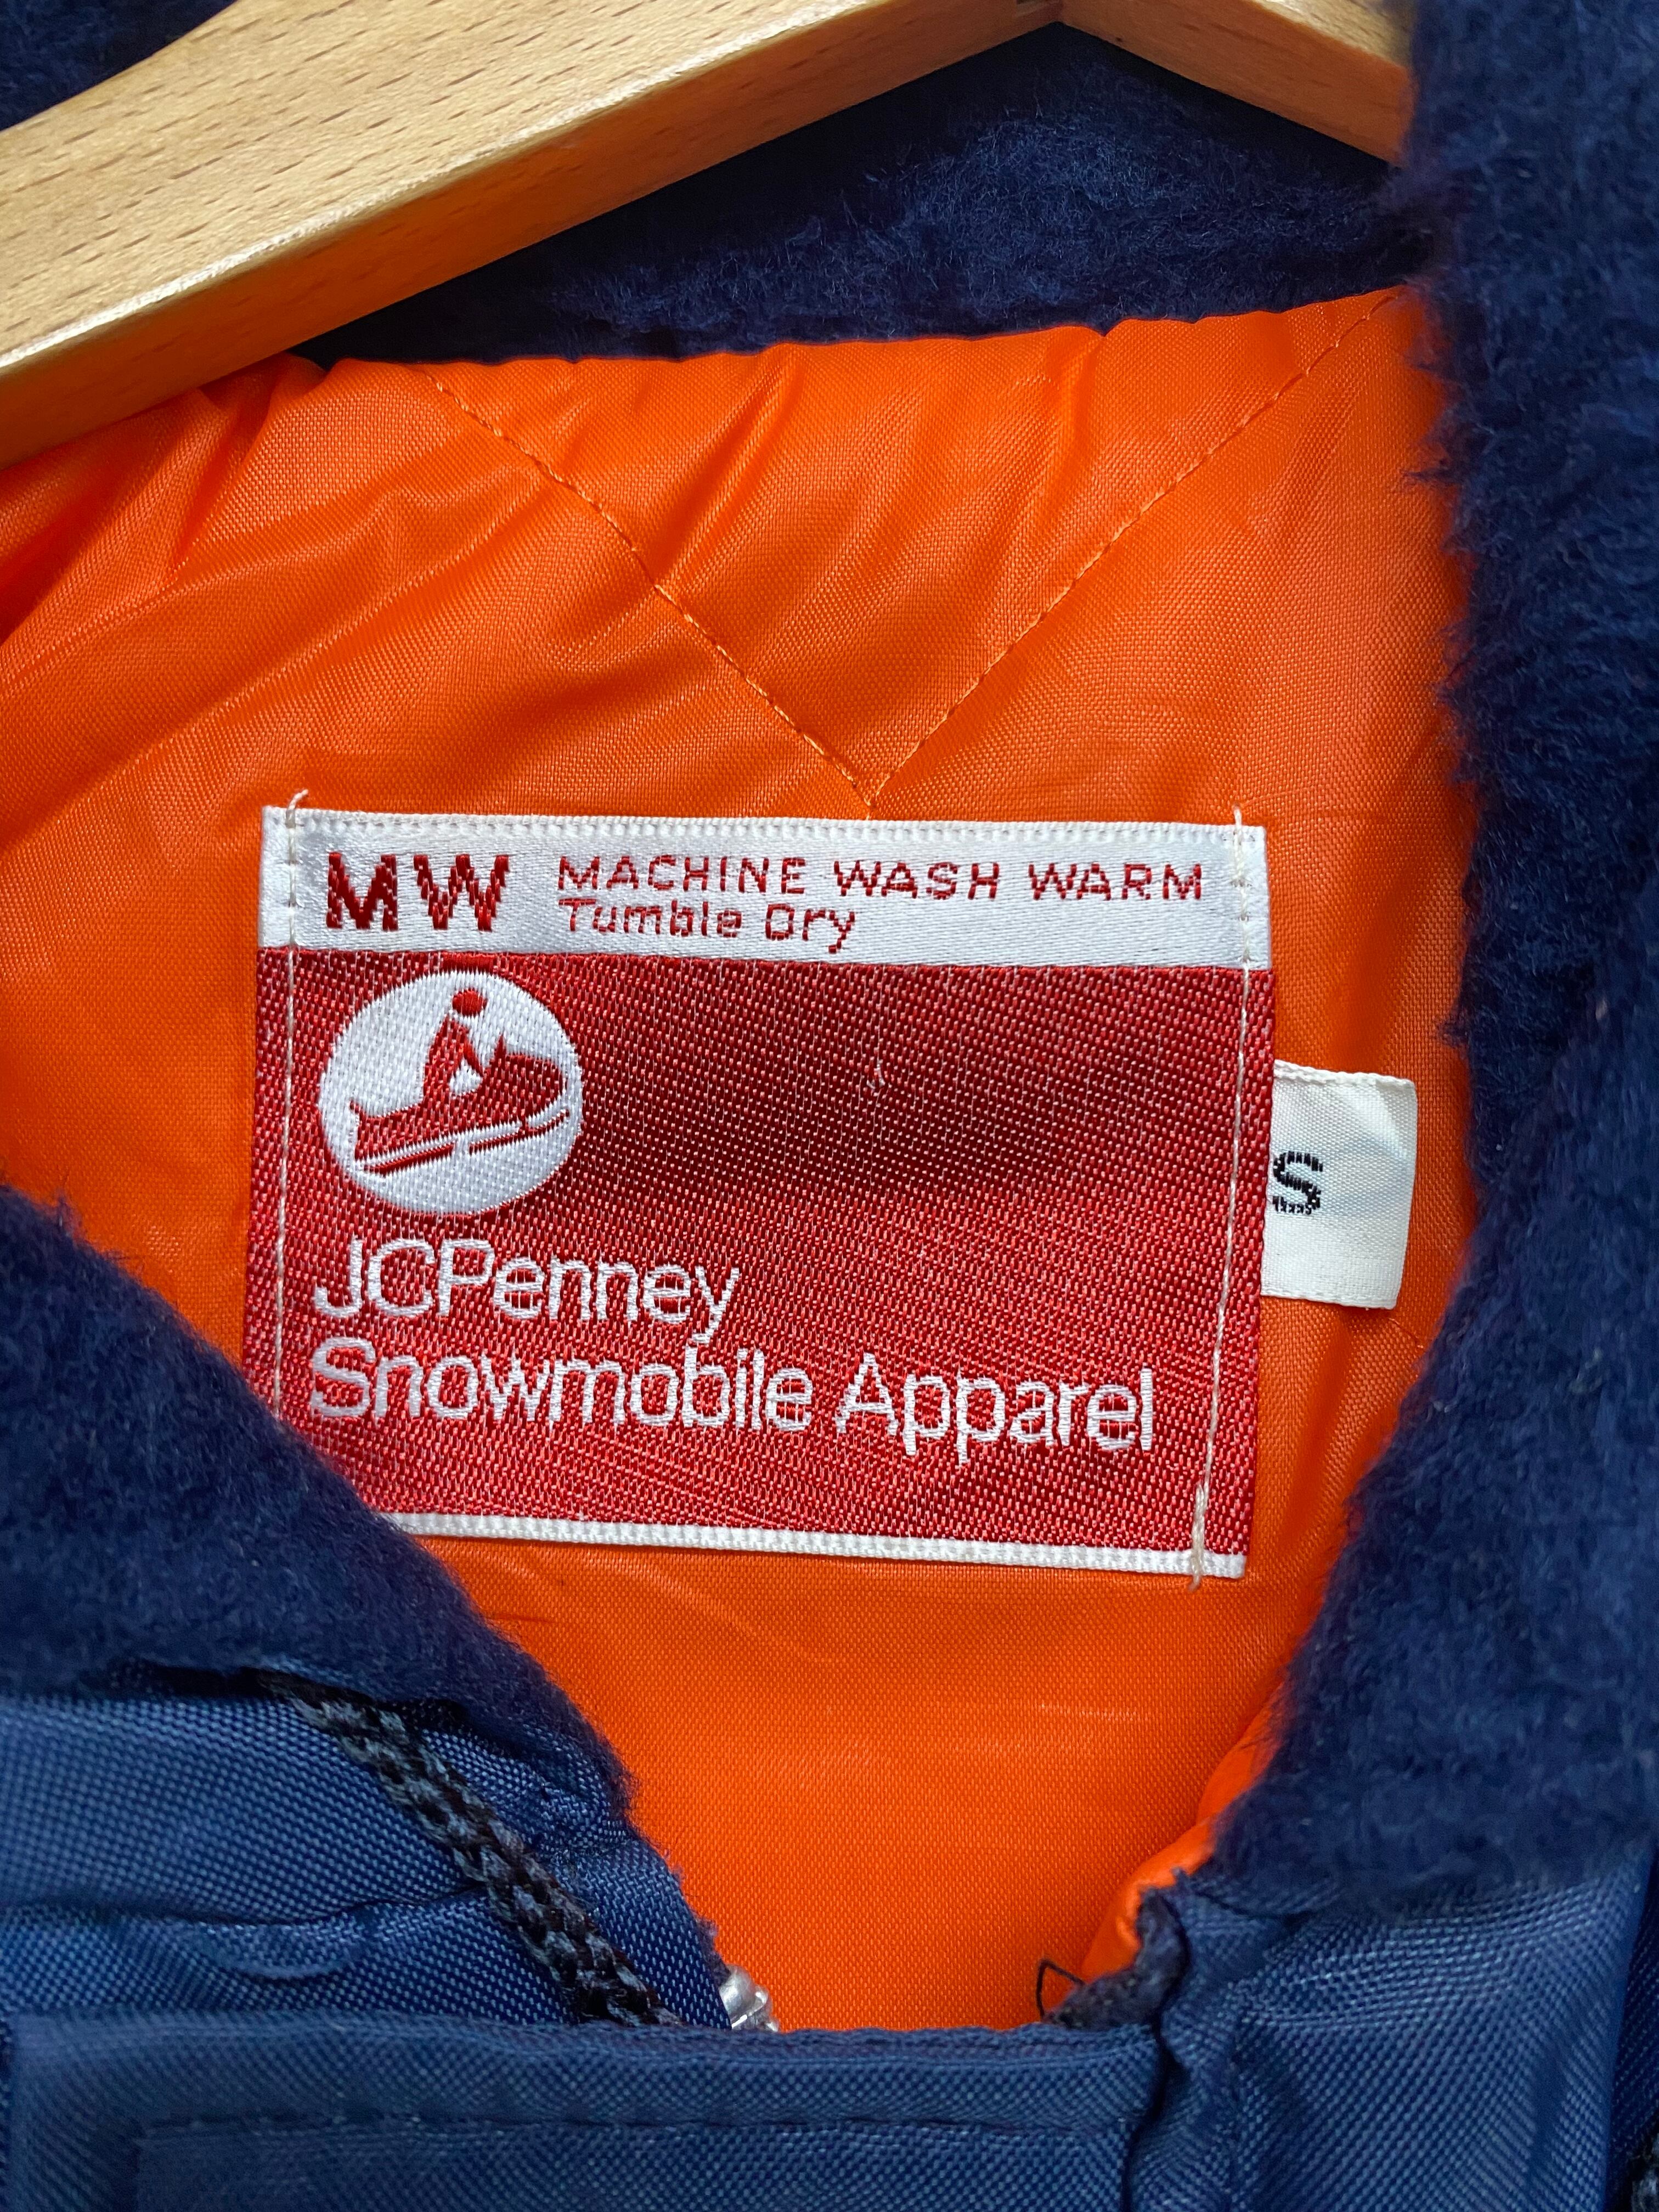 MW MACHINE WASH WARM
Tumble Dry
S
JCPenney
Snowmobile Apparel